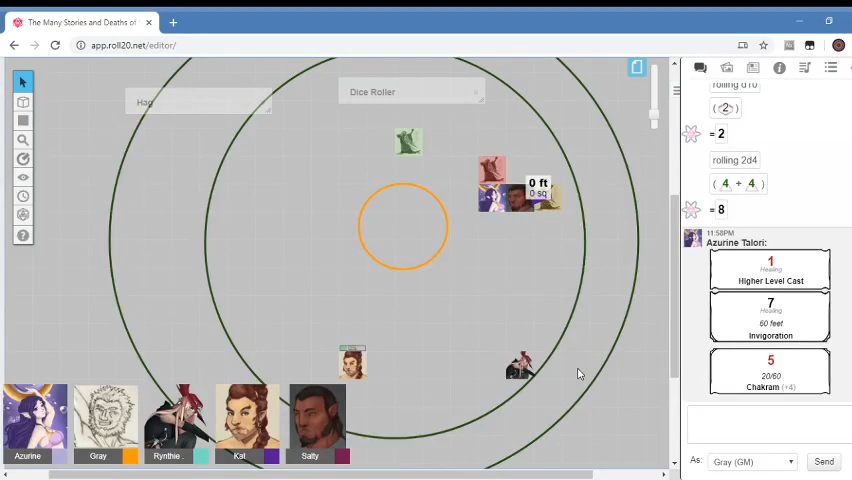 The Many Stories and Deaths of
app.roll20.net/editor/
Hag
Dice Roller
0 ft
0 sq
rolling d10
(2)
= 2
rolling 2d4
(4 + 4)
= 8
11:58PM
Azurine Talori:
1
Healing
Higher Level Cast
7
Healing
60 feet
Invigoration
5
20/60
Chakram (+4)
Azurine
Gray
Rynthie .
Kat
Salty
As:
Gray (GM)
Send